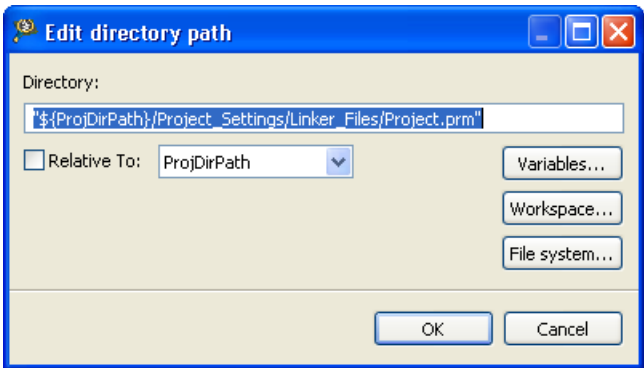 Edit directory path
Directory:
"${ProjDirPath}/Project_Settings/Linker_Files/Project.prm"
Relative To: ProjDirPath Variables...
Workspace...
File system...
OK Cancel